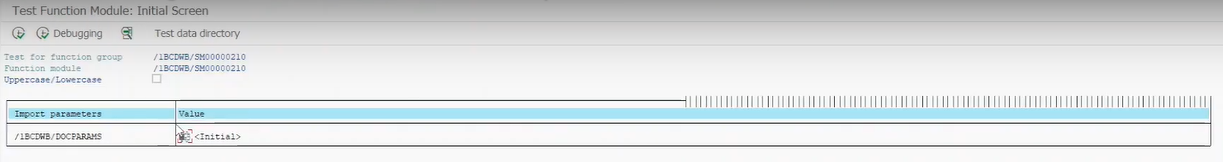 Test Function Module: Initial Screen
Debugging Test data directory
Test for function group /1BCDWB/SM00000210
Function module /1BCDWB/SM00000210
Uppercase/Lowercase
Import parameters Value
/1BCDWB/DOCPARAMS <Initial>